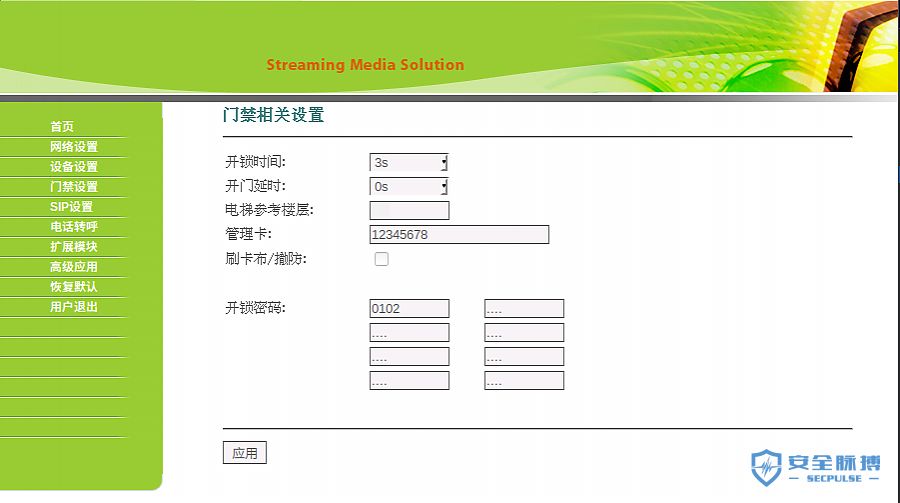 Streaming Media Solution
首页
网络设置
设备设置
门禁设置
SIP设置
电话转呼
扩展模块
高级应用
恢复默认
用户退出
门禁相关设置
开锁时间: 3s
开门延时: 0s
电梯参考楼层:
管理卡: 12345678
刷卡布/撤防:
开锁密码: 0102 ....
.... ....
.... ....
.... ....
应用
安全脉搏
SECPULSE